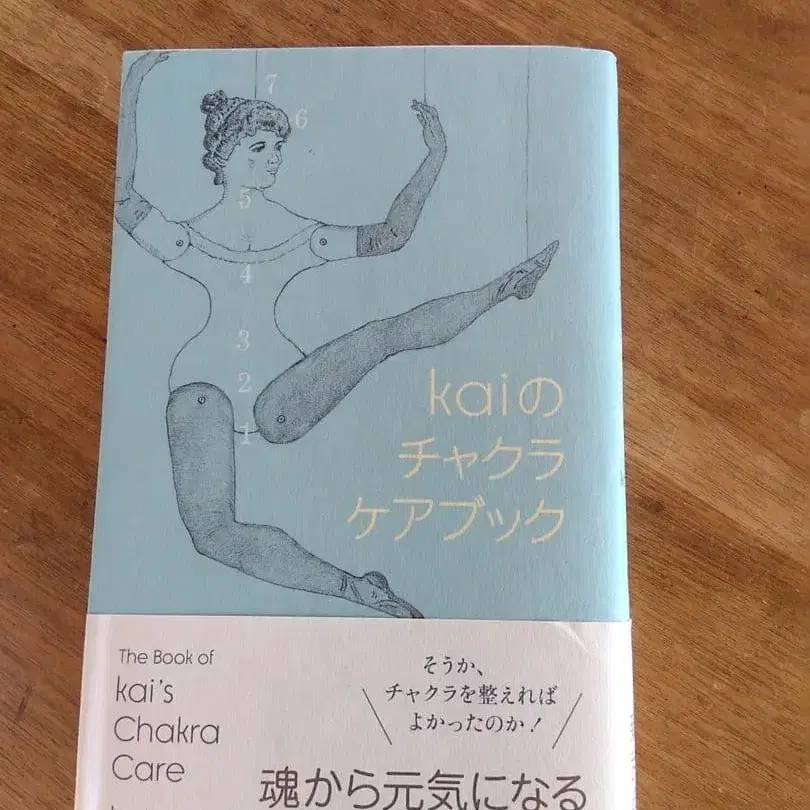 7
6
5
4
3
2
1
kaiの
チャクラ
ケアブック
The Book of
kai's
Chakra
Care
そうか、
チャクラを整えれば
よかったのか！
魂から元気になる